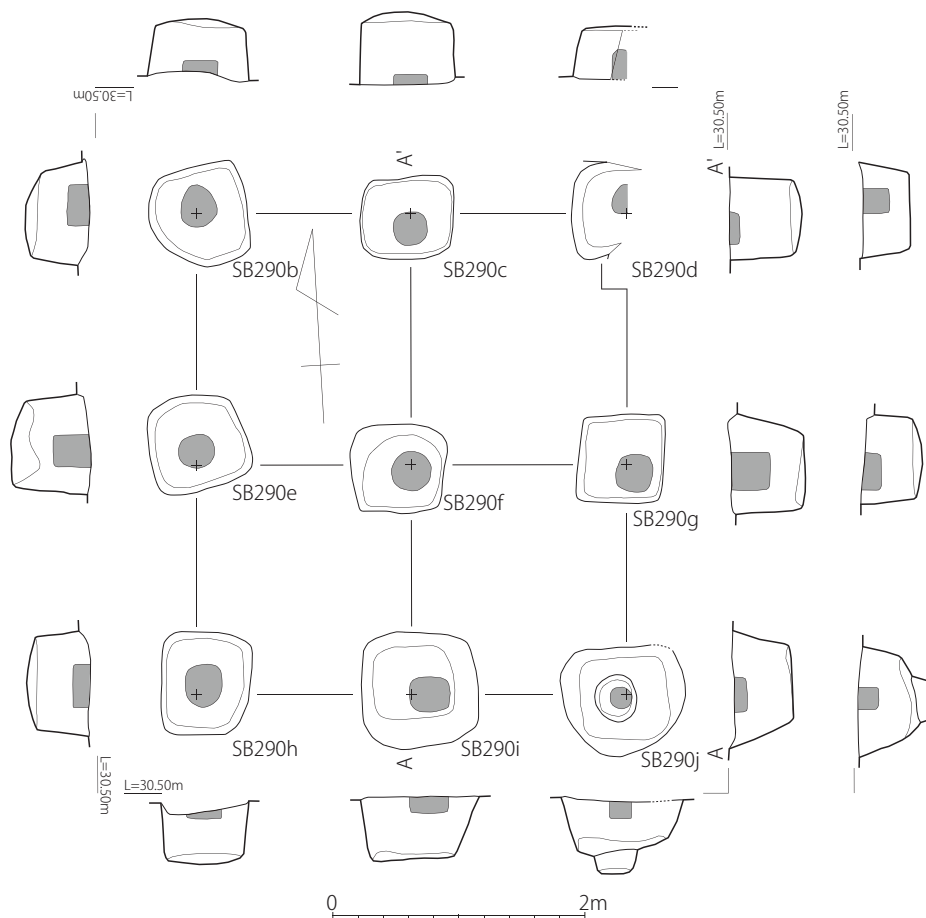 L=30.50m
L=30.50m
L=30.50m
A'
A'
SB290b
SB290c
SB290d
SB290e
SB290f
SB290g
SB290h
SB290i
SB290j
A
A
L=30.50m
L=30.50m
0
2m